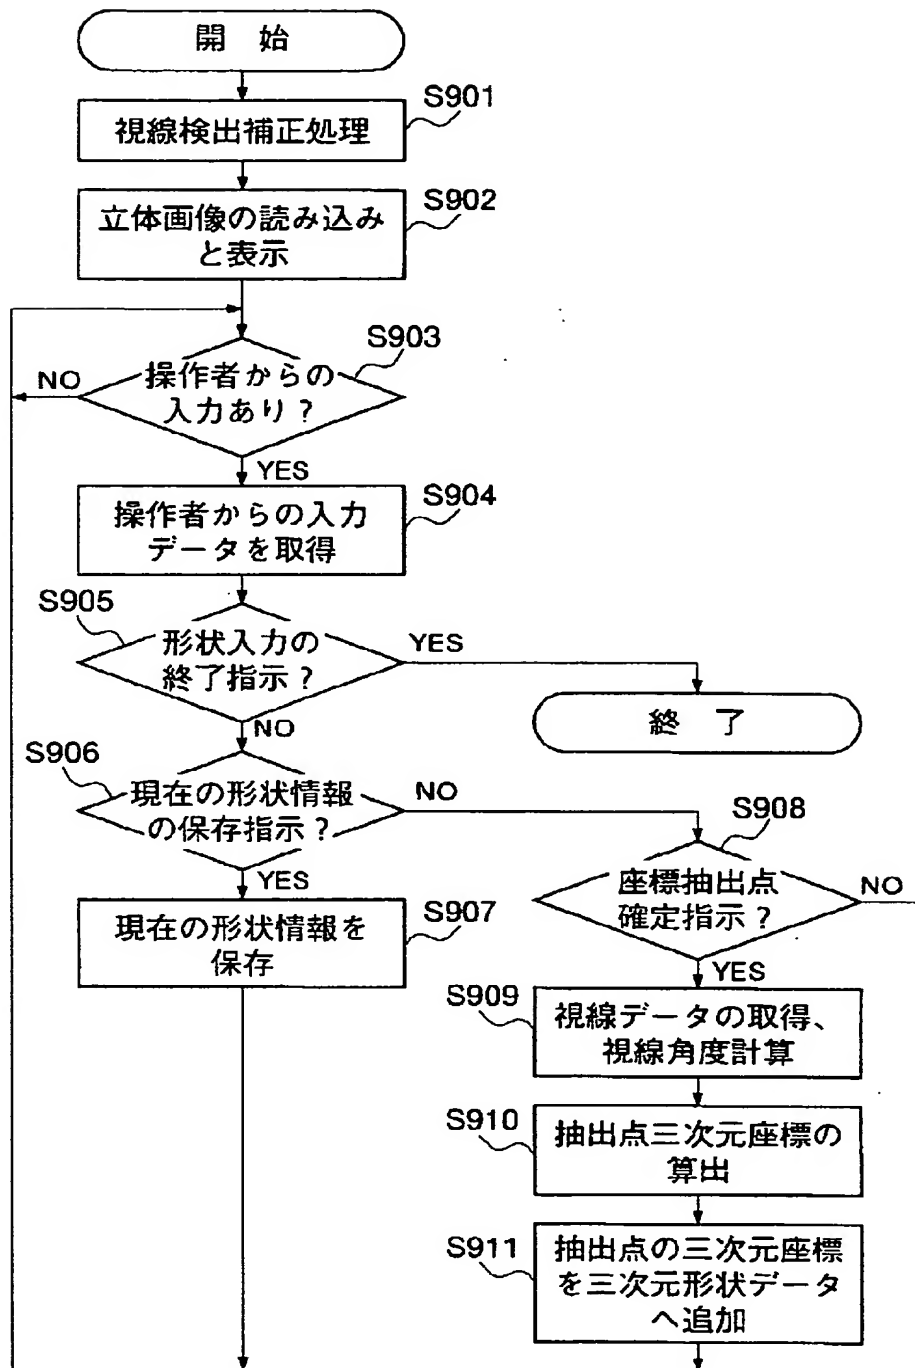 開 始
S901
視線検出補正処理
S902
立体画像の読み込み
と表示
S903
操作者からの
入力あり?
NO
YES
S904
操作者からの入力
データを取得
S905
形状入力の
終了指示?
YES
NO
終 了
S906
現在の形状情報
の保存指示?
NO
YES
S907
現在の形状情報を
保存
S908
座標抽出点
確定指示?
NO
YES
S909
視線データの取得、
視線角度計算
S910
抽出点三次元座標の
算出
S911
抽出点の三次元座標
を三次元形状データ
へ追加